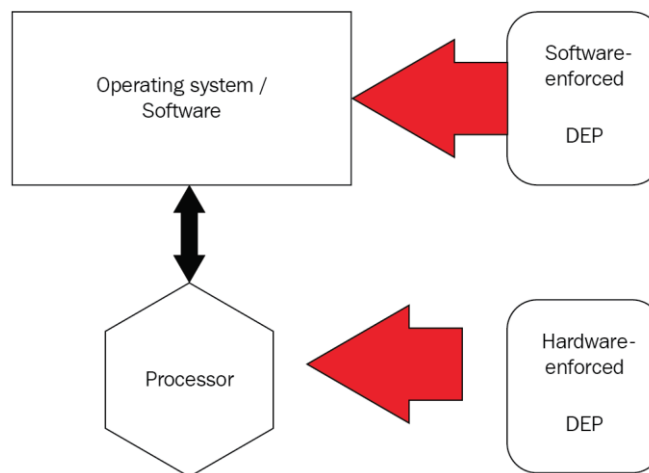 Operating system /
Software
Software-
enforced
DEP
Processor
Hardware-
enforced
DEP